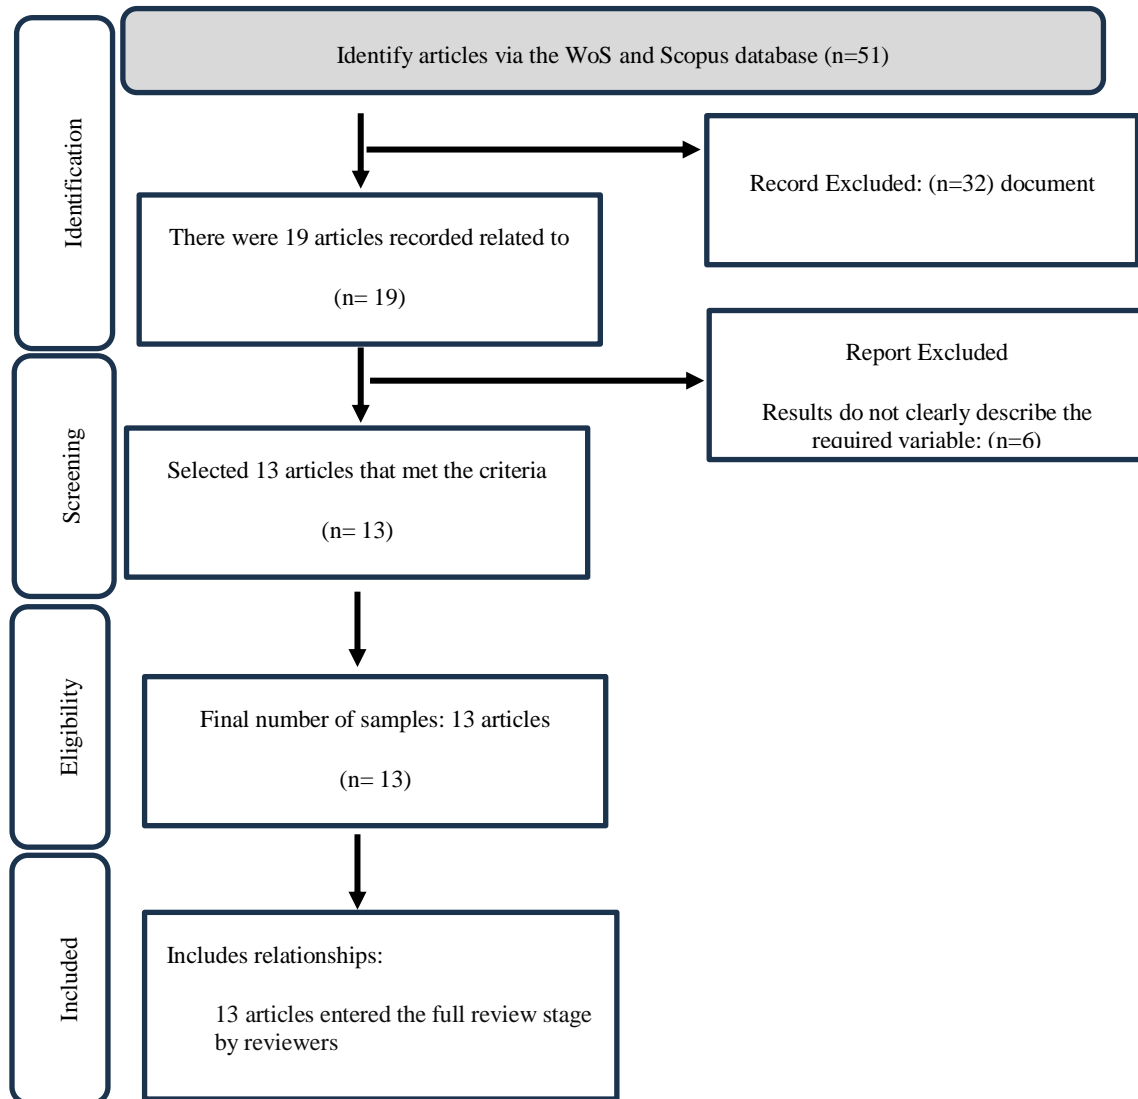 Identification
Identify articles via the WoS and Scopus database (n=51)
Record Excluded: (n=32) document
There were 19 articles recorded related to
(n= 19)
Screening
Report Excluded
Results do not clearly describe the
required variable: (n=6)
Selected 13 articles that met the criteria
(n= 13)
Eligibility
Final number of samples: 13 articles
(n= 13)
Included
Includes relationships:
13 articles entered the full review stage
by reviewers